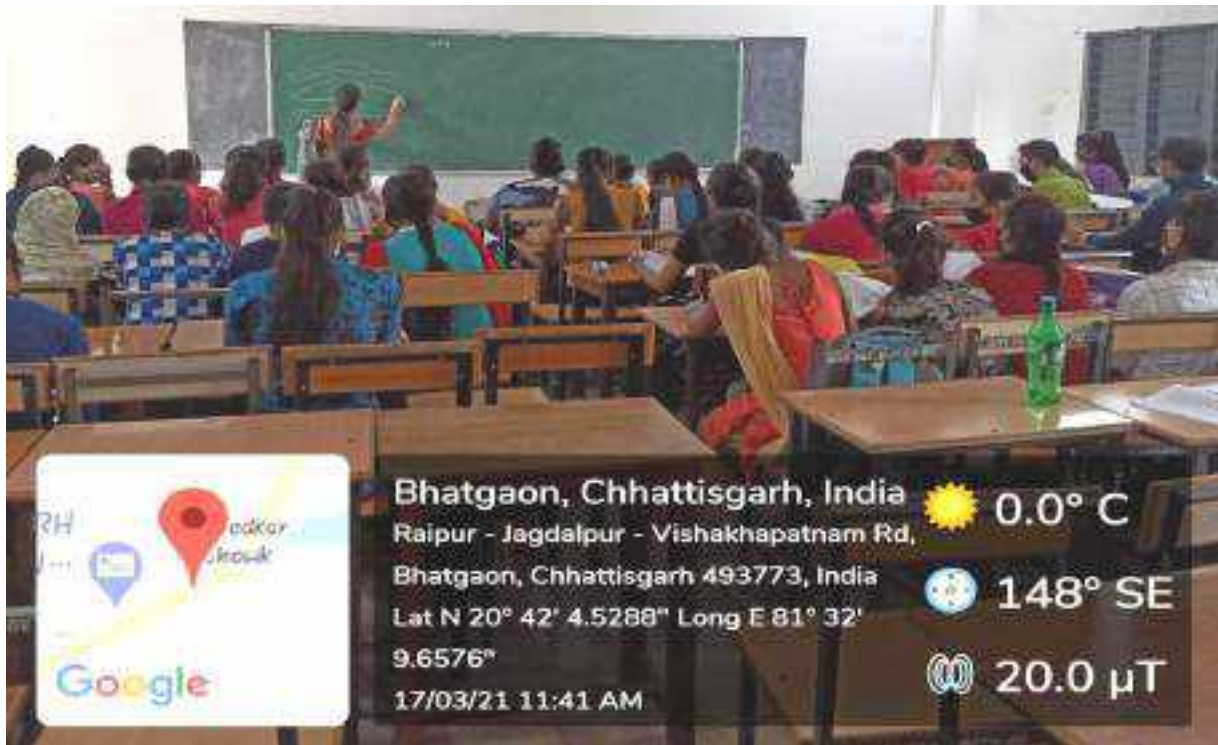 Bhatgaon, Chhattisgarh, India
Raipur - Jagdalpur - Vishakhapatnam Rd,
Bhatgaon, Chhattisgarh 493773, India
Lat N 20° 42' 4.5288" Long E 81° 32'
9.6576"
17/03/21 11:41 AM
0.0° C
148° SE
20.0 µT
RH
Google